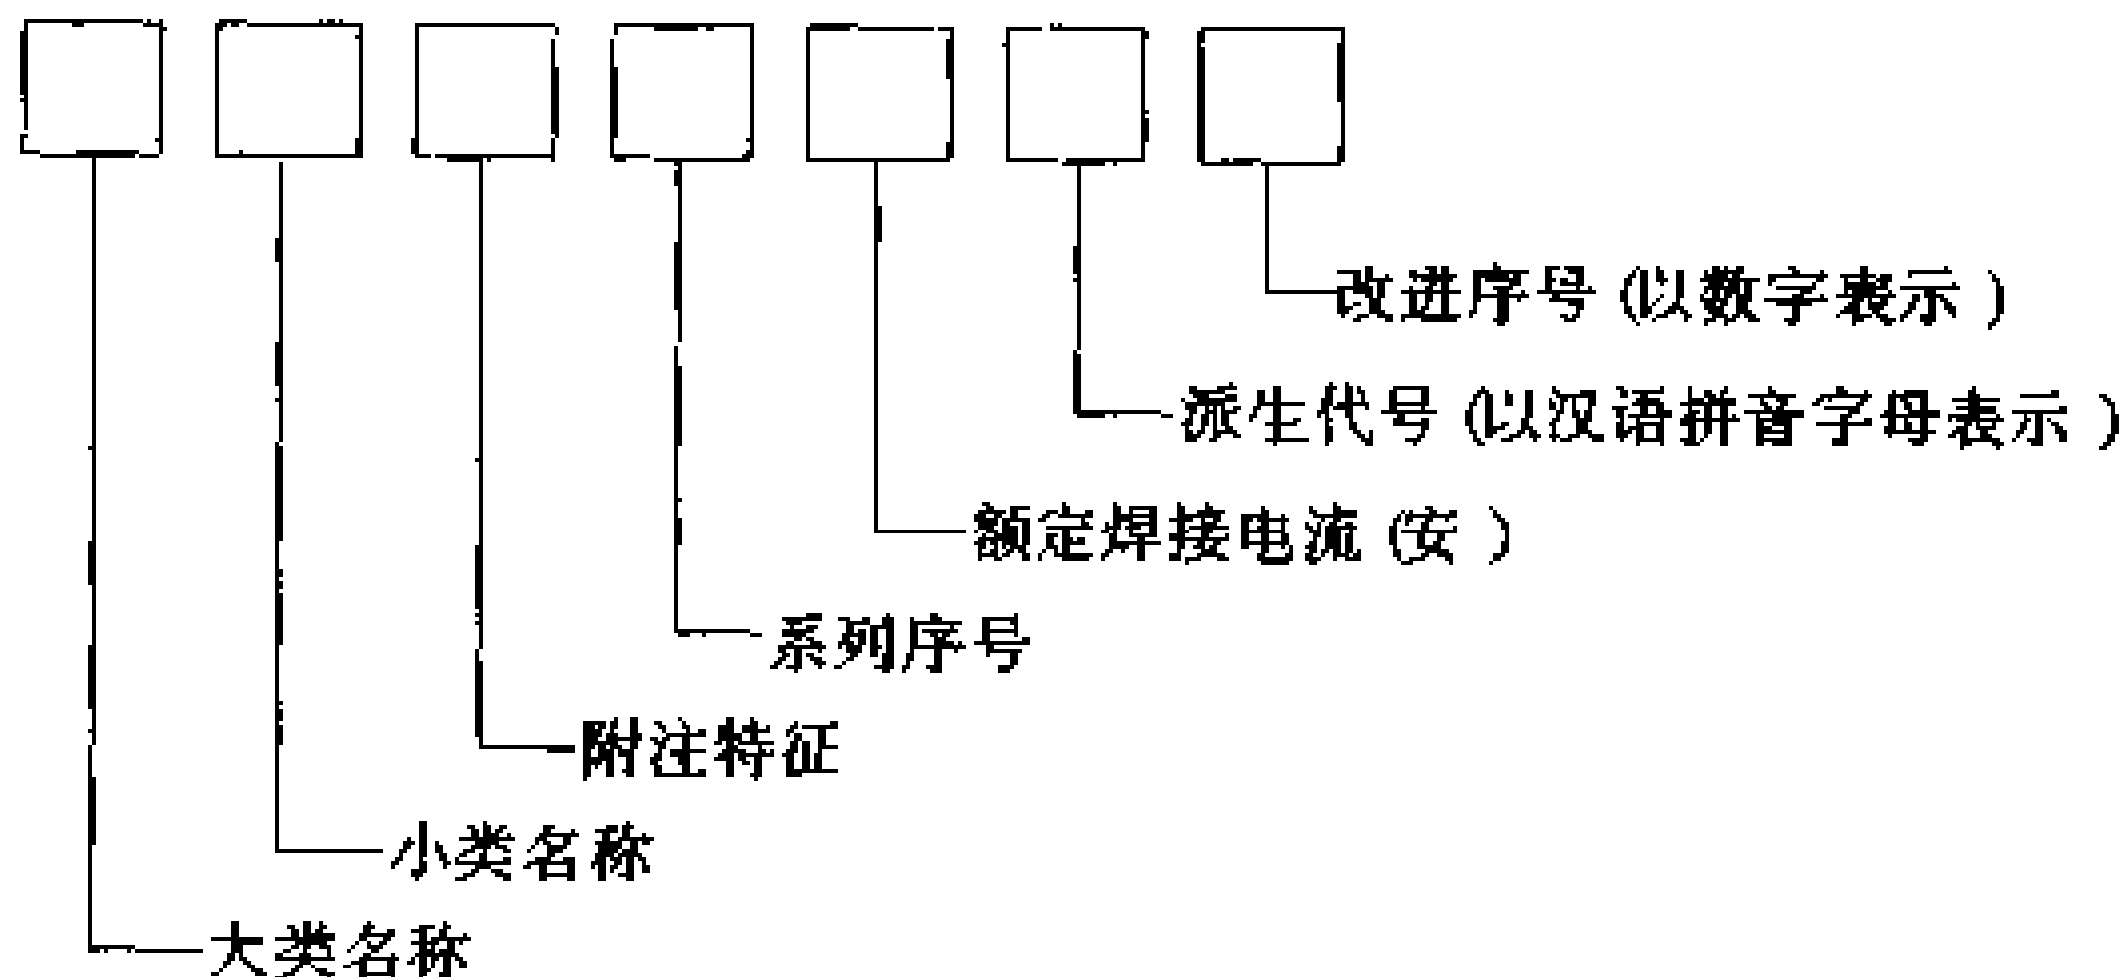 改进序号(以数字表示)
派生代号(以汉语拼音字母表示)
额定焊接电流(安)
系列序号
附注特征
小类名称
大类名称